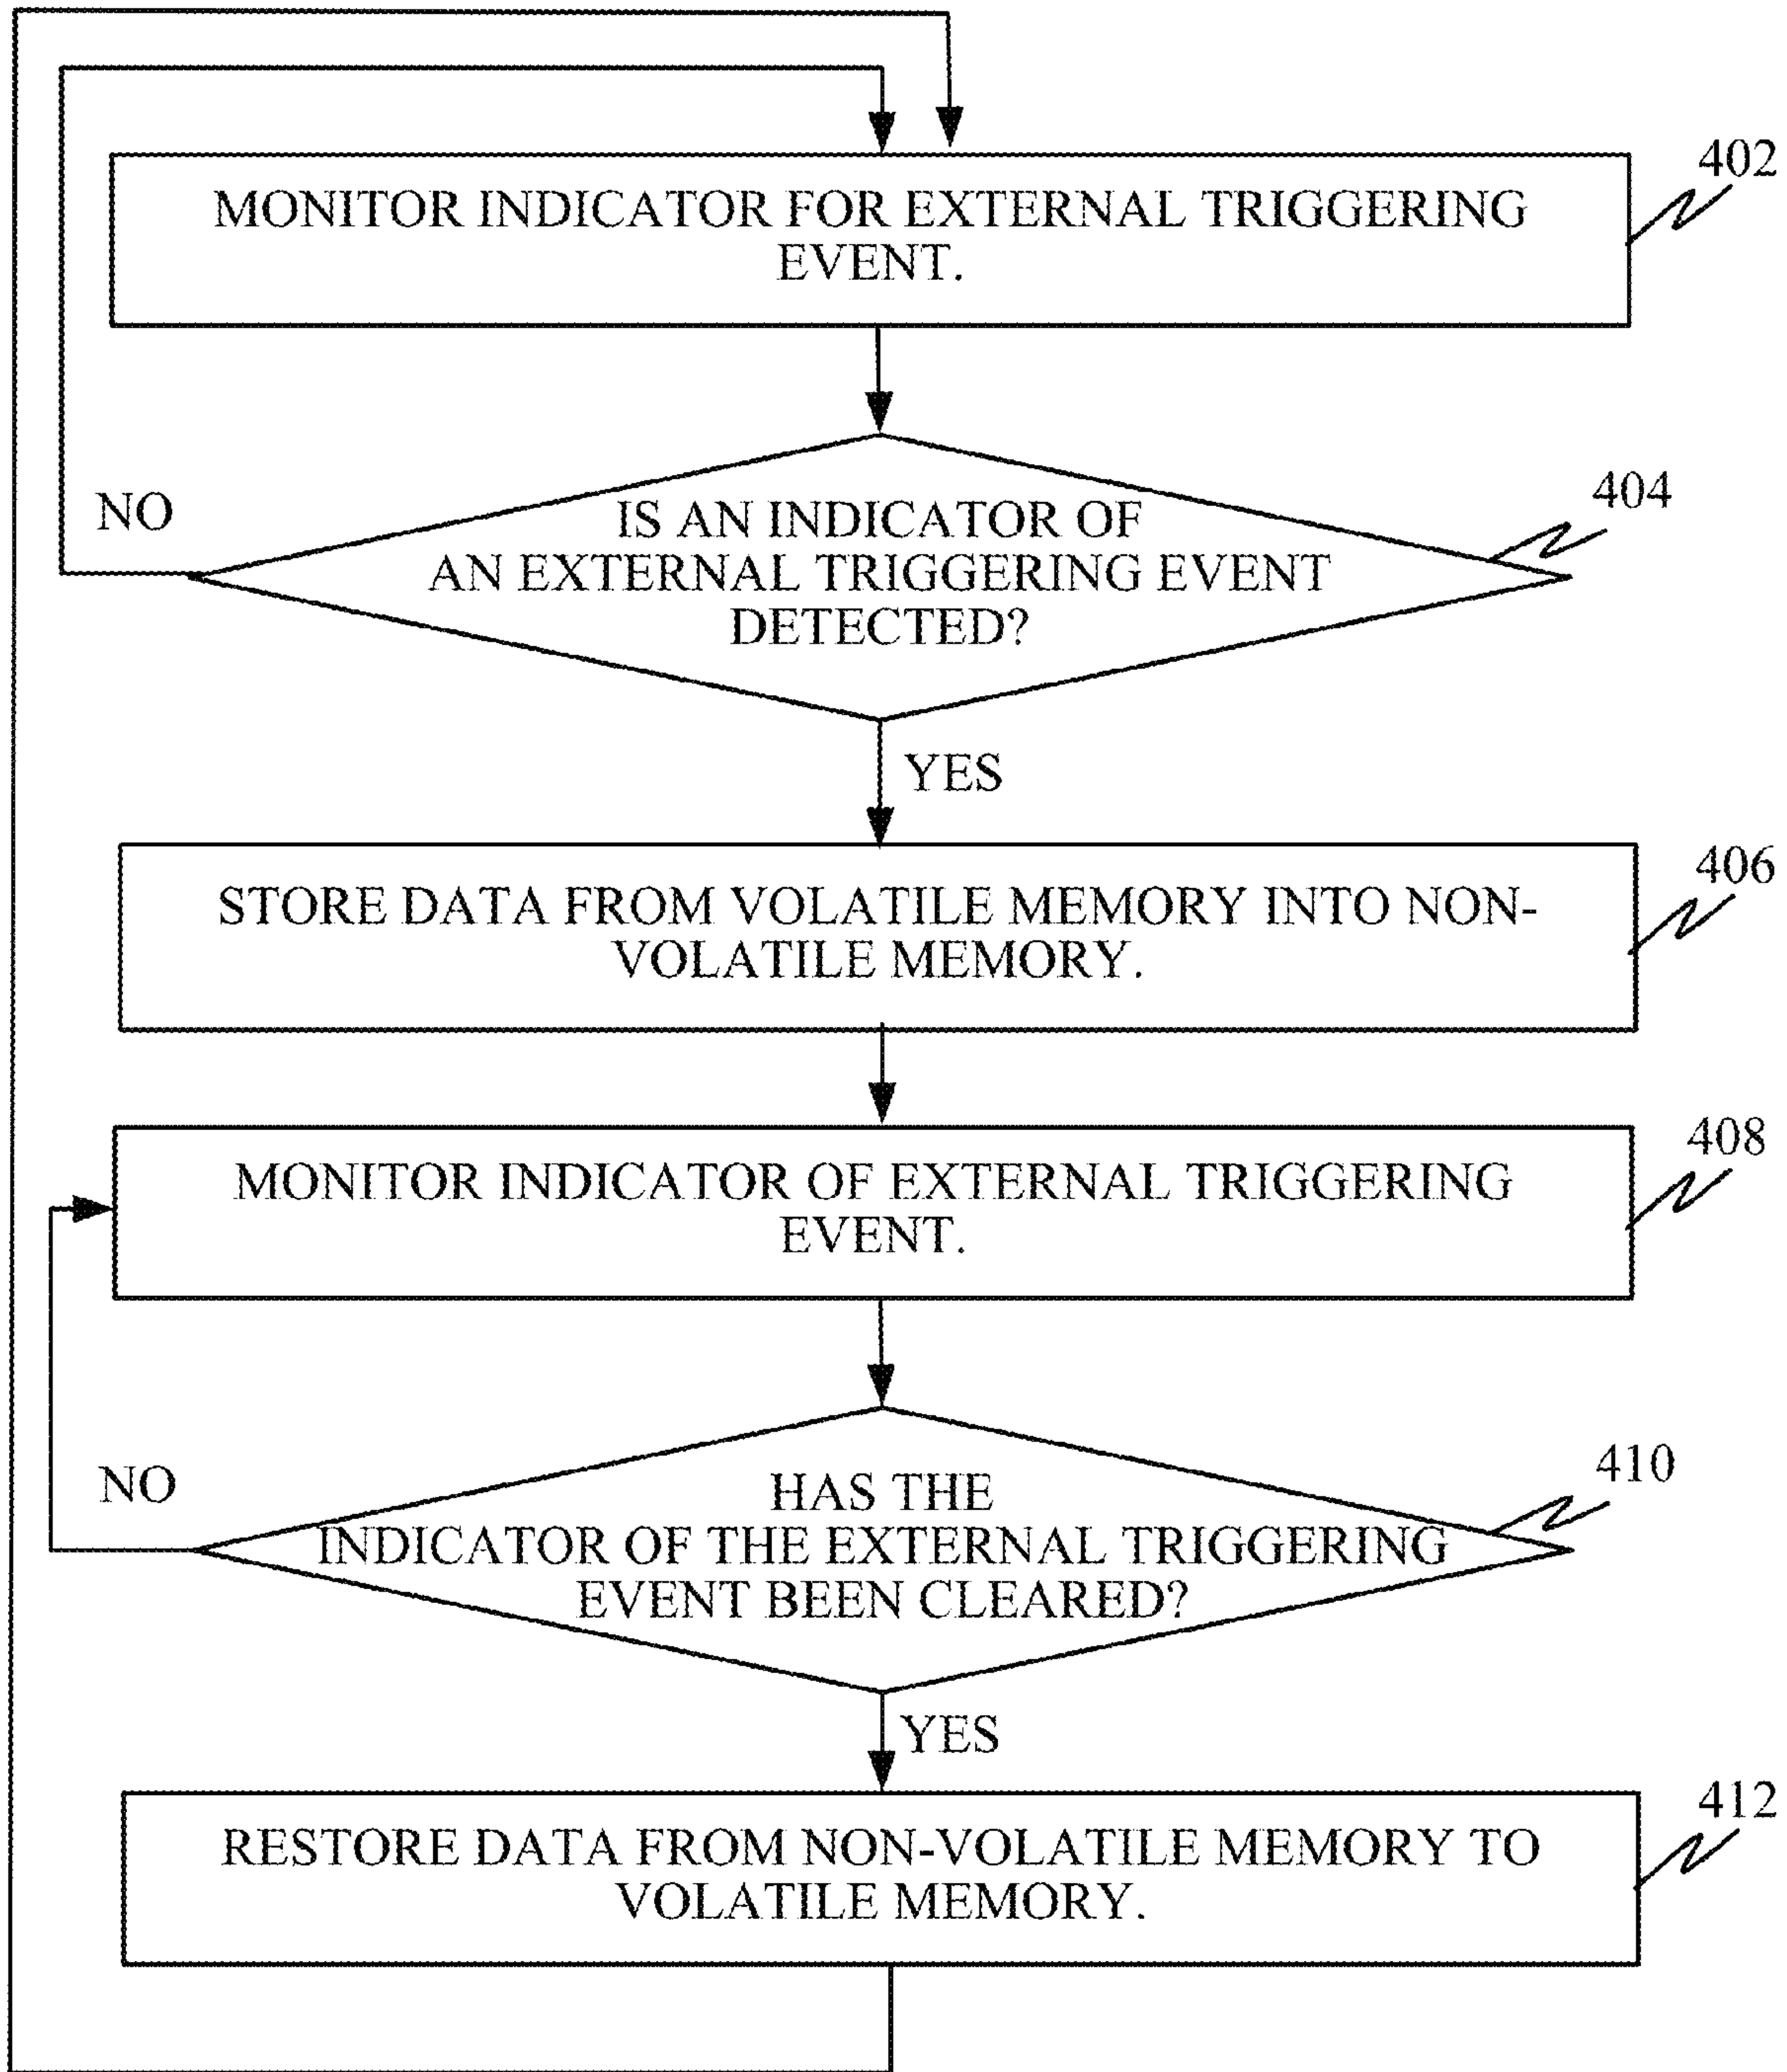 402
MONITOR INDICATOR FOR EXTERNAL TRIGGERING
EVENT.
404
NO
IS AN INDICATOR OF
AN EXTERNAL TRIGGERING EVENT
DETECTED?
YES
406
STORE DATA FROM VOLATILE MEMORY INTO NON-
VOLATILE MEMORY.
408
MONITOR INDICATOR OF EXTERNAL TRIGGERING
EVENT.
410
NO
HAS THE
INDICATOR OF THE EXTERNAL TRIGGERING
EVENT BEEN CLEARED?
YES
412
RESTORE DATA FROM NON-VOLATILE MEMORY TO
VOLATILE MEMORY.